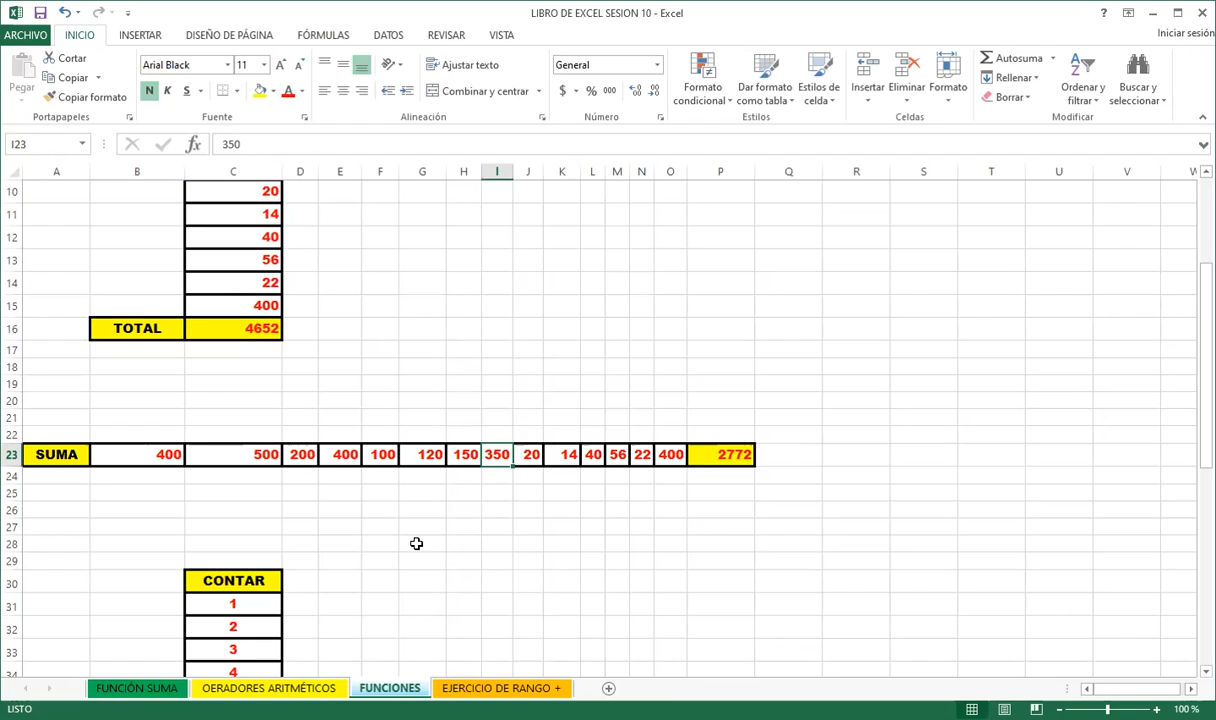 LIBRO DE EXCEL SESION 10 - Excel
ARCHIVO INICIO INSERTAR DISEÑO DE PÁGINA FÓRMULAS DATOS REVISAR VISTA Iniciar sesión
Pegar
Cortar
Copiar
Copiar formato
Portapapeles
Arial Black 11
N K S
Fuente
Ajustar texto
Combinar y centrar
Alineación
General
$ % 000
Número
Formato condicional
Dar formato como tabla
Estilos de celda
Estilos
Insertar
Eliminar
Formato
Celdas
Autosuma
Rellenar
Borrar
Ordenar y filtrar
Buscar y seleccionar
Modificar
I23 fx 350
A B C D E F G H I J K L M N O P Q R S T U V W
10 20
11 14
12 40
13 56
14 22
15 400
16 TOTAL 4652
17
18
19
20
21
22
23 SUMA 400 500 200 400 100 120 150 350 20 14 40 56 22 400 2772
24
25
26
27
28
29
30 CONTAR
31 1
32 2
33 3
34 4
FUNCIÓN SUMA OERADORES ARITMÉTICOS FUNCIONES EJERCICIO DE RANGO +
LISTO 100 %